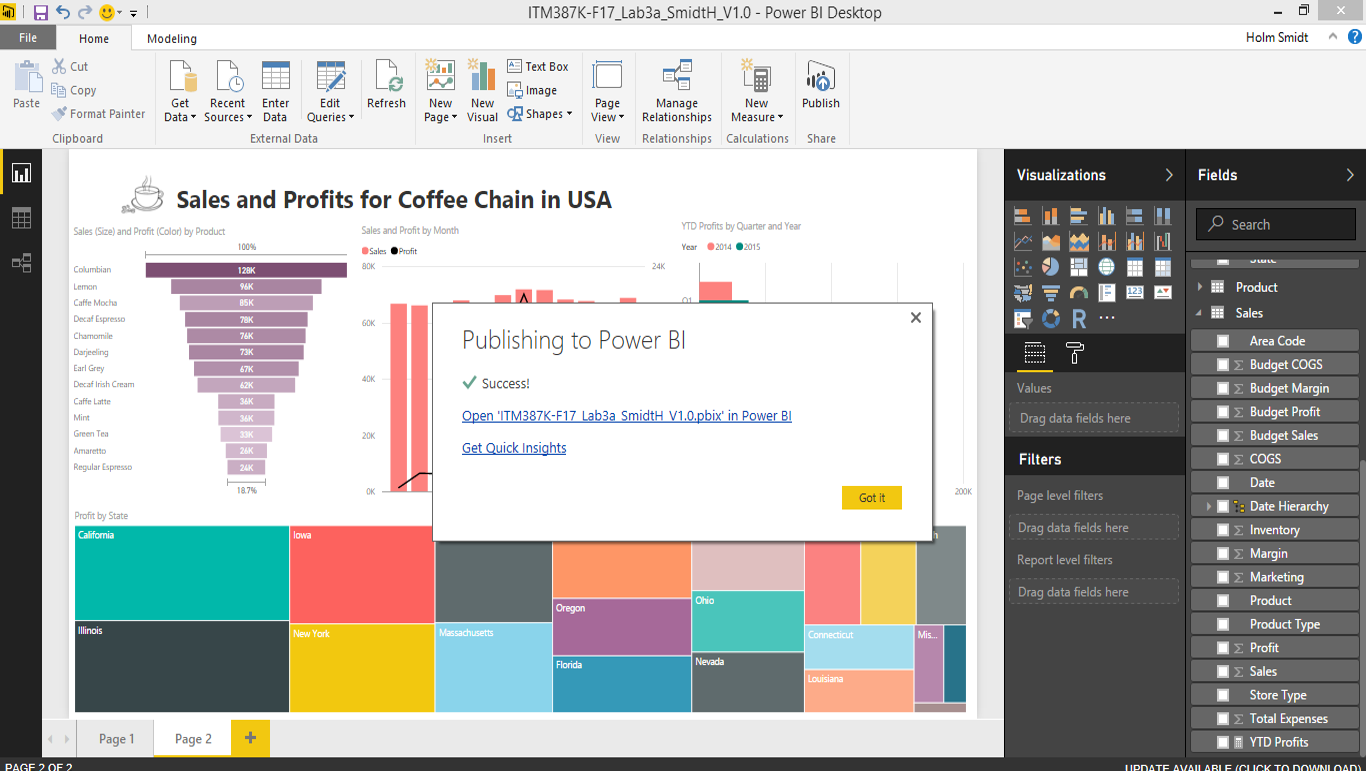 ITM387K-F17_Lab3a_SmidtH_V1.0 - Power BI Desktop
File
Home
Modeling
Holm Smidt
Paste
Cut
Copy
Format Painter
Clipboard
Get Data
Recent Sources
Enter Data
Edit Queries
Refresh
External Data
New Page
New Visual
Text Box
Image
Shapes
Insert
Page View
View
Manage Relationships
Relationships
New Measure
Calculations
Publish
Share
Sales and Profits for Coffee Chain in USA
Sales (Size) and Profit (Color) by Product
100%
Columbian 128K
Lemon 96K
Caffe Mocha 85K
Decaf Espresso 78K
Chamomile 76K
Darjeeling 73K
Earl Grey 67K
Decaf Irish Cream 62K
Caffe Latte 36K
Mint 36K
Green Tea 33K
Amaretto 26K
Regular Espresso 24K
18.7%
Sales and Profit by Month
Sales Profit
80K
24K
60K
40K
20K
0K
YTD Profits by Quarter and Year
Year 2014 2015
Q1
200K
Publishing to Power BI
Success!
Open 'ITM387K-F17_Lab3a_SmidtH_V1.0.pbix' in Power BI
Get Quick Insights
Got it
Profit by State
California
Iowa
Illinois
New York
Massachusetts
Oregon
Florida
Ohio
Nevada
Connecticut
Louisiana
Mis...
Page 1
Page 2
PAGE 2 OF 2
Visualizations
123
R
Values
Drag data fields here
Filters
Page level filters
Drag data fields here
Report level filters
Drag data fields here
Fields
Search
State
Product
Sales
Area Code
Budget COGS
Budget Margin
Budget Profit
Budget Sales
COGS
Date
Date Hierarchy
Inventory
Margin
Marketing
Product
Product Type
Profit
Sales
Store Type
Total Expenses
YTD Profits
UPDATE AVAILABLE (CLICK TO DOWNLOAD)